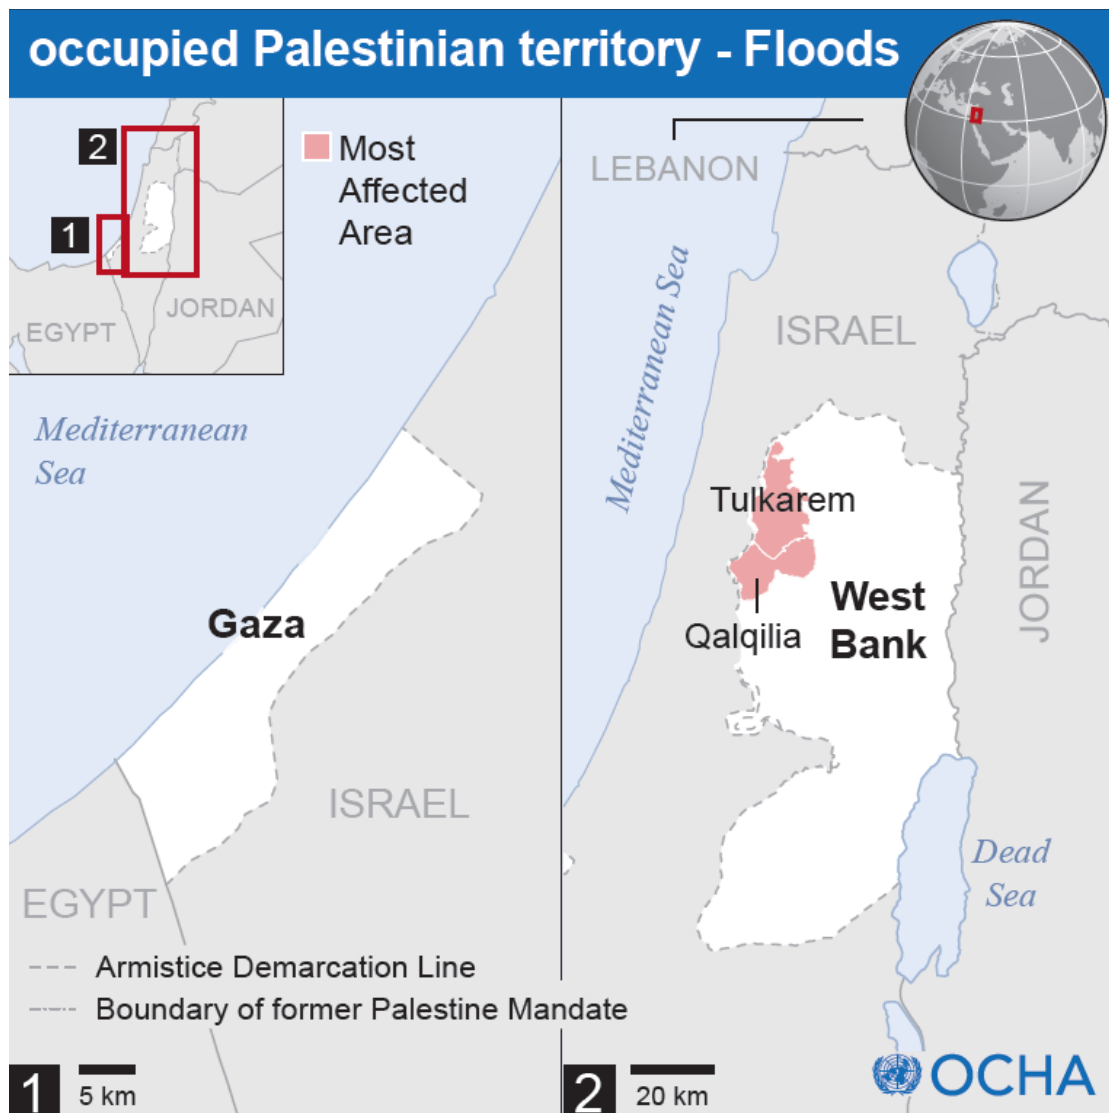 occupied Palestinian territory - Floods
2
1
JORDAN
EGYPT
Most
Affected
Area
Mediterranean
Sea
Gaza
ISRAEL
EGYPT
Armistice Demarcation Line
Boundary of former Palestine Mandate
1
5 km
LEBANON
Mediterranean Sea
ISRAEL
Tulkarem
JORDAN
West
Bank
Qalqilia
Dead
Sea
2
20 km
OCHA